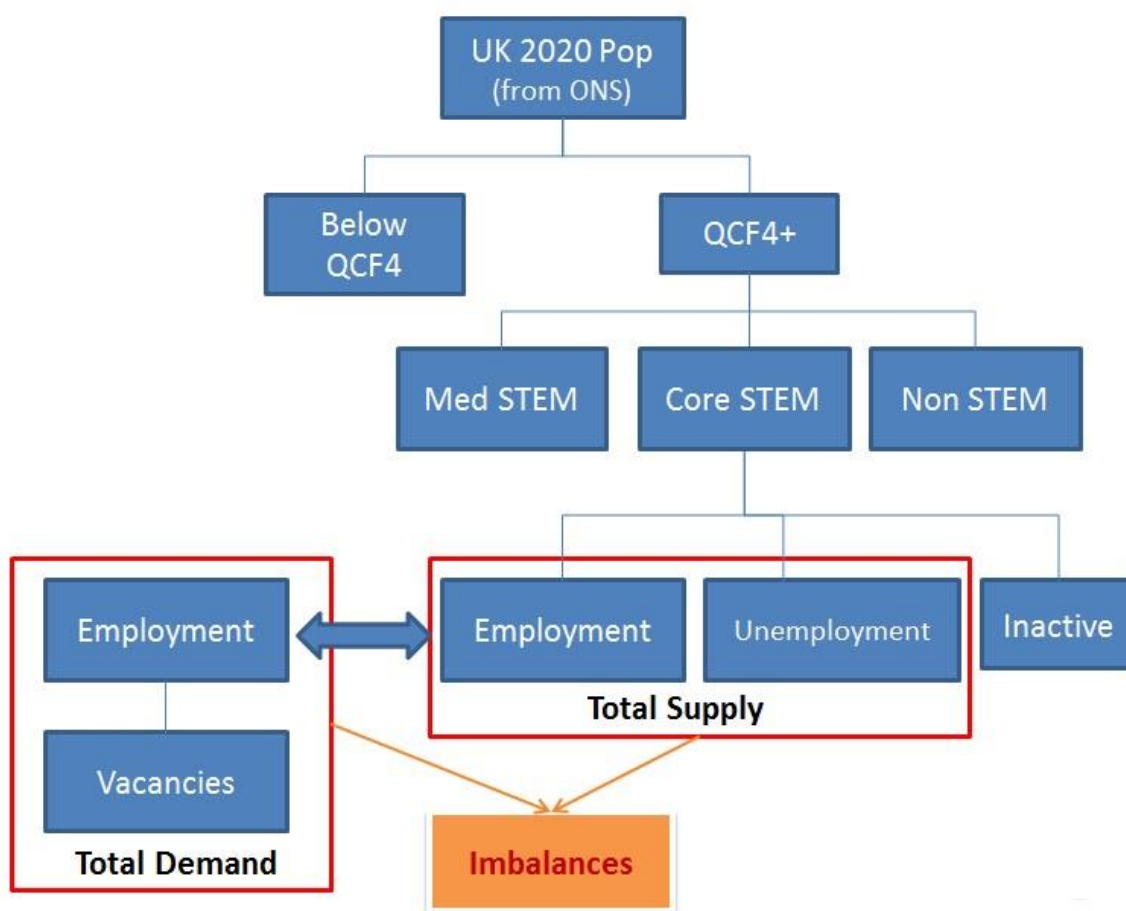 UK 2020 Pop
(from ONS)
Below
QCF4
QCF4+
Med STEM
Core STEM
Non STEM
Employment
Employment
Unemployment
Inactive
Total Supply
Vacancies
Total Demand
Imbalances